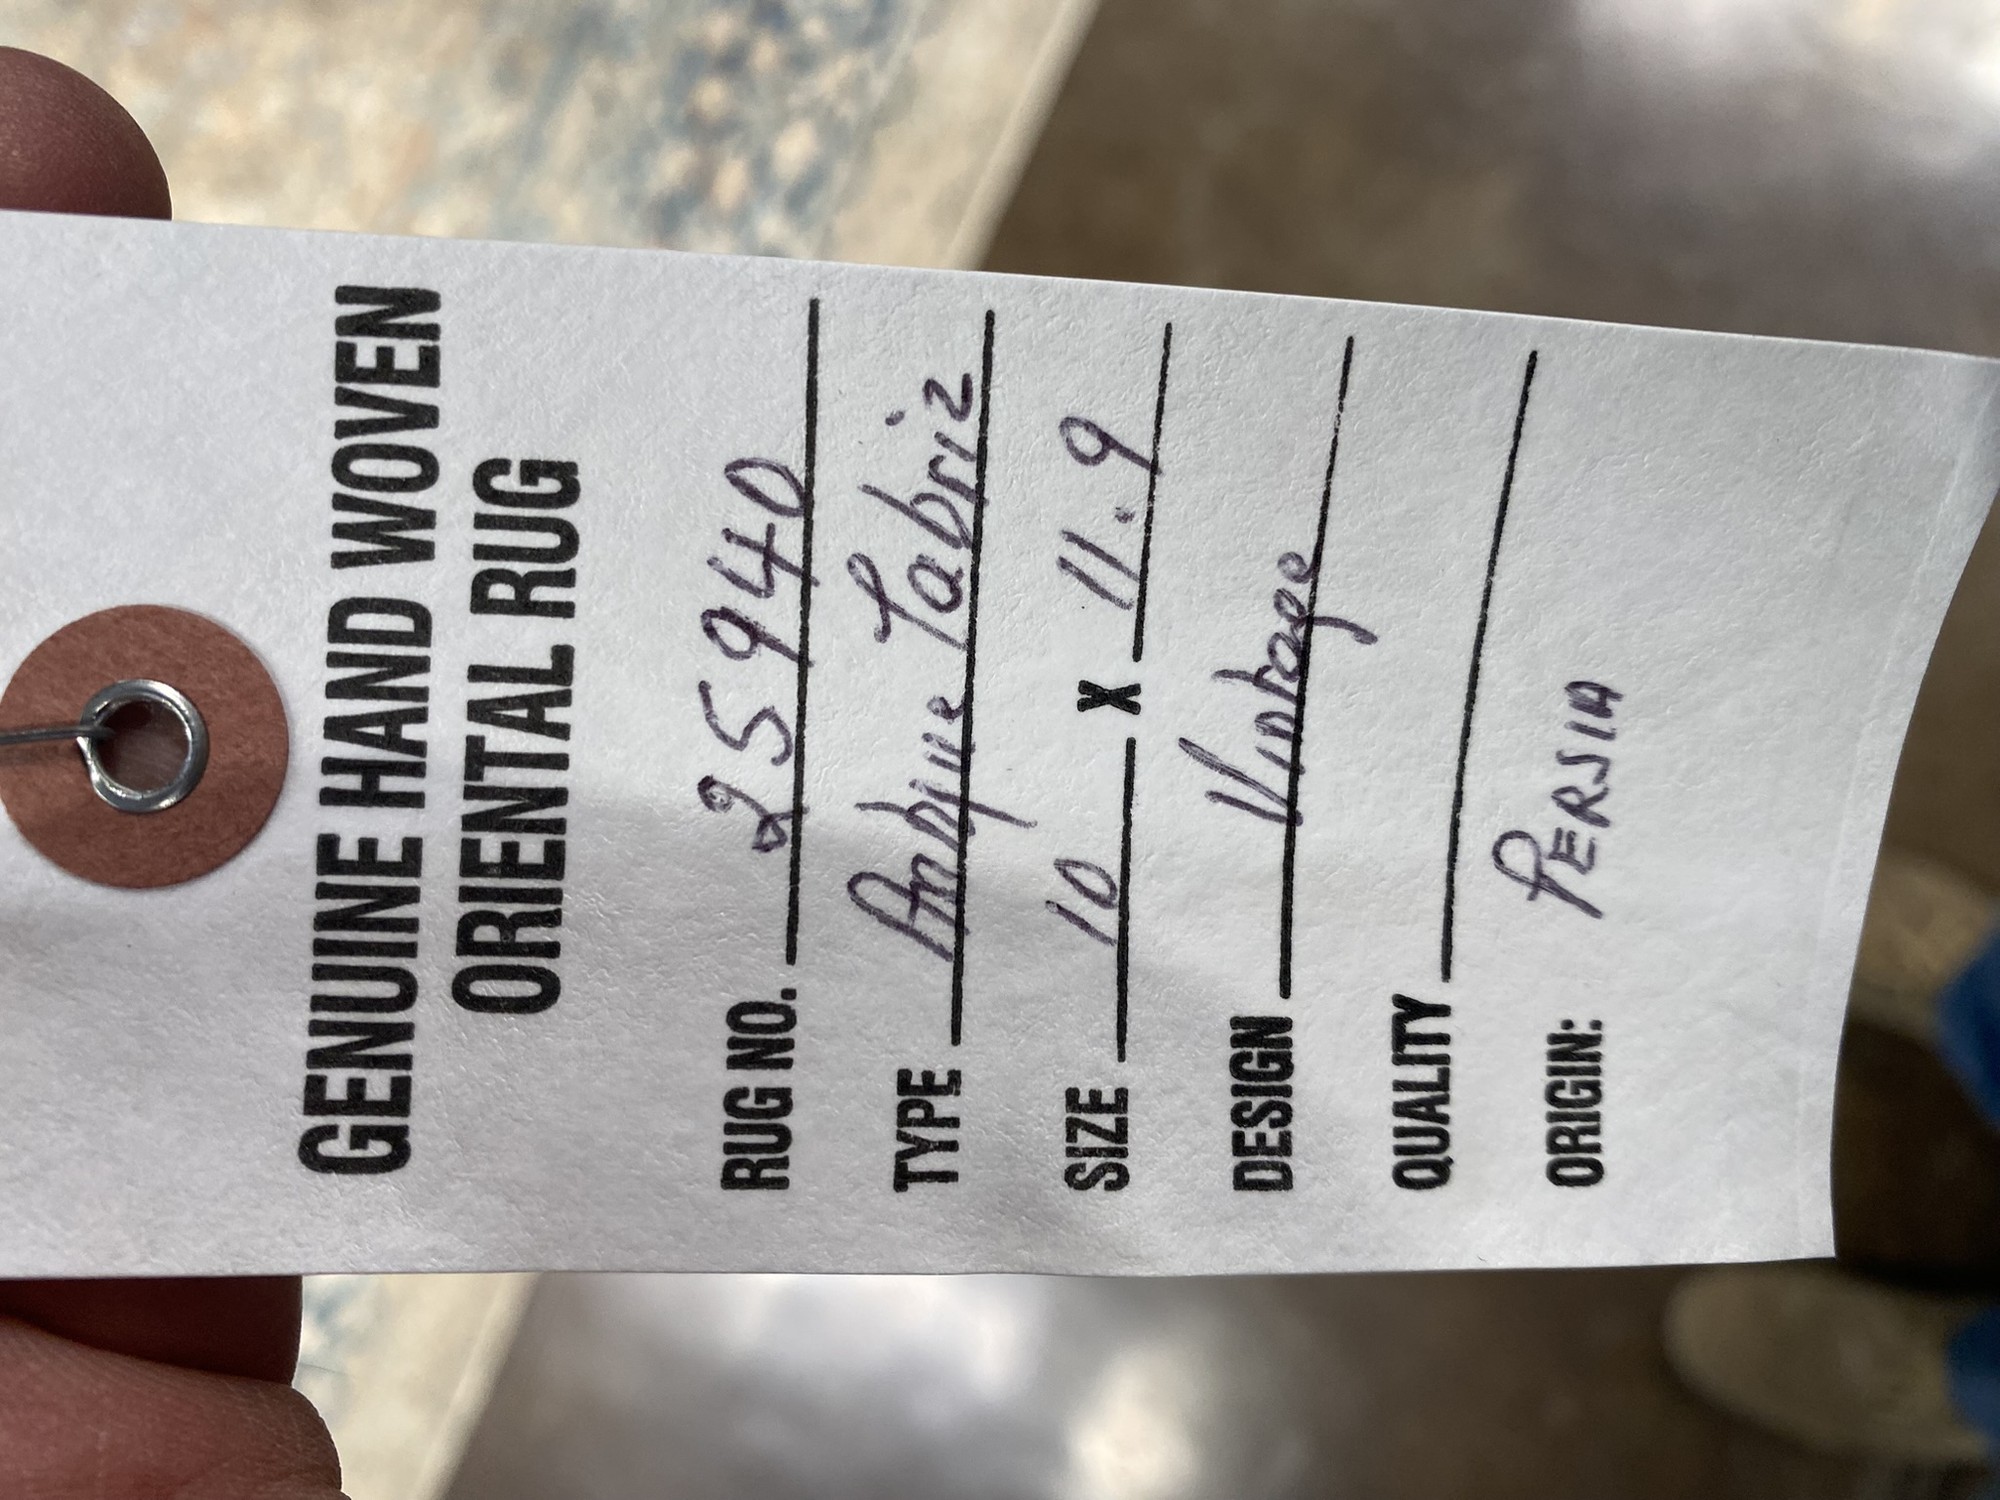 GENUINE HAND WOVEN
ORIENTAL RUG
RUG NO. 25940
TYPE Antique Tabriz
SIZE 10 X 11.9
DESIGN Vintage
QUALITY
ORIGIN: PERSIA